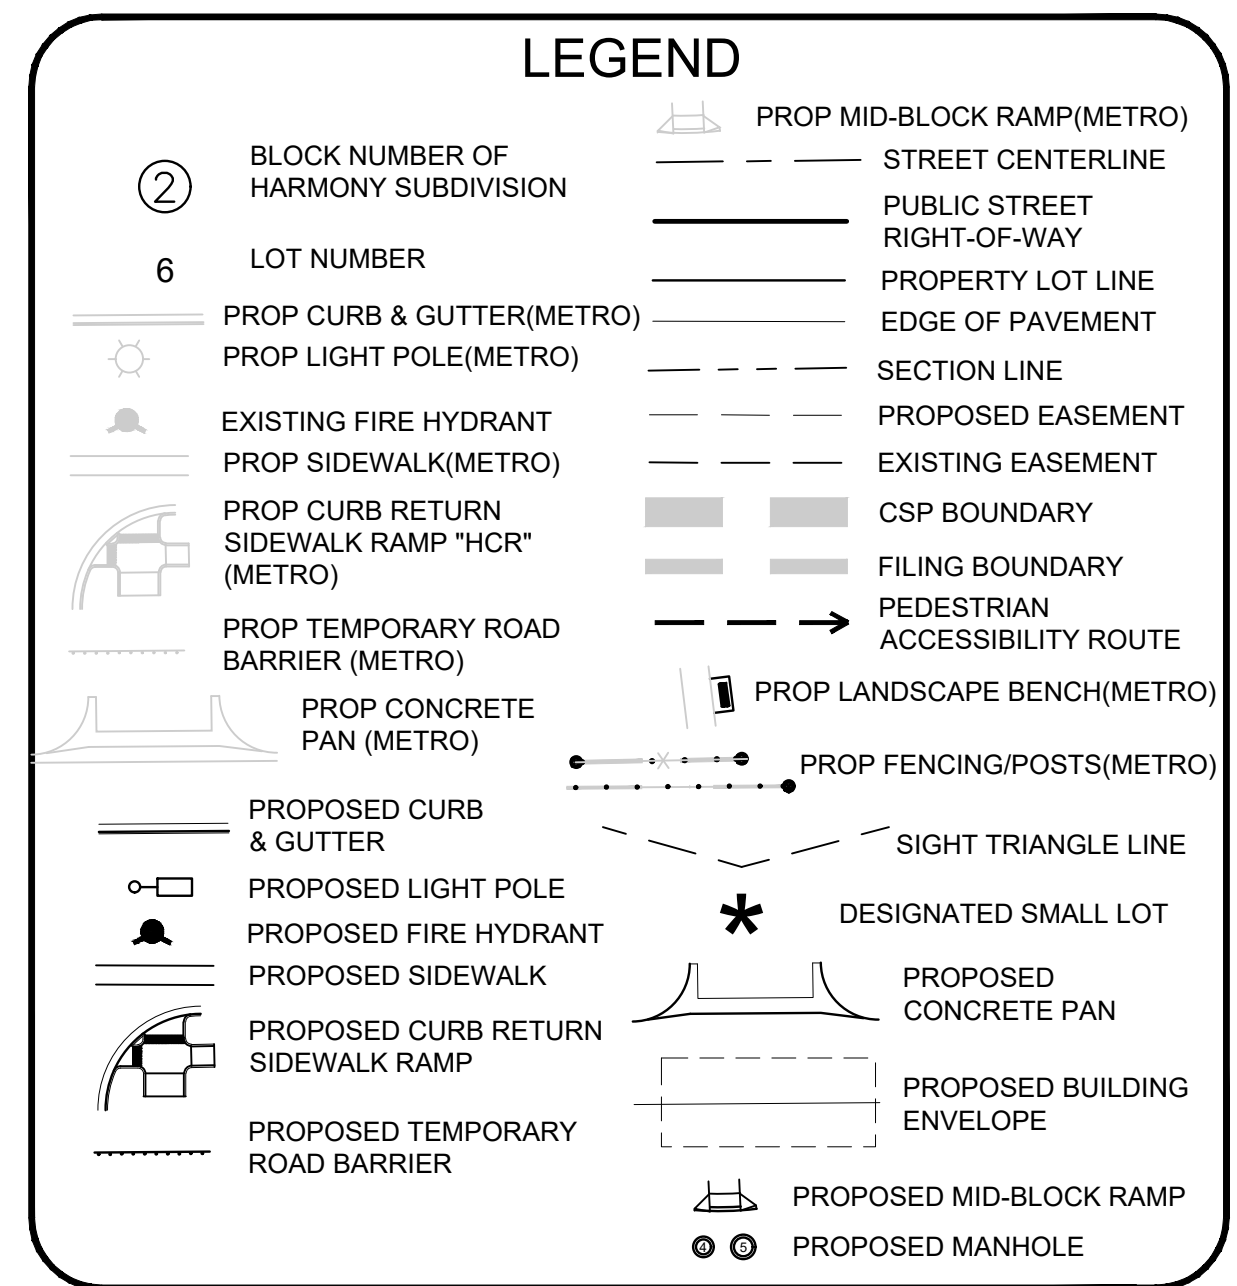 LEGEND
2
BLOCK NUMBER OF
HARMONY SUBDIVISION
6
LOT NUMBER
PROP CURB & GUTTER(METRO)
PROP LIGHT POLE(METRO)
EXISTING FIRE HYDRANT
PROP SIDEWALK(METRO)
PROP CURB RETURN
SIDEWALK RAMP "HCR"
(METRO)
PROP TEMPORARY ROAD
BARRIER (METRO)
PROP CONCRETE
PAN (METRO)
PROPOSED CURB
& GUTTER
PROPOSED LIGHT POLE
PROPOSED FIRE HYDRANT
PROPOSED SIDEWALK
PROPOSED CURB RETURN
SIDEWALK RAMP
PROPOSED TEMPORARY
ROAD BARRIER
PROP MID-BLOCK RAMP(METRO)
STREET CENTERLINE
PUBLIC STREET
RIGHT-OF-WAY
PROPERTY LOT LINE
EDGE OF PAVEMENT
SECTION LINE
PROPOSED EASEMENT
EXISTING EASEMENT
CSP BOUNDARY
FILING BOUNDARY
PEDESTRIAN
ACCESSIBILITY ROUTE
PROP LANDSCAPE BENCH(METRO)
PROP FENCING/POSTS(METRO)
SIGHT TRIANGLE LINE
* DESIGNATED SMALL LOT
PROPOSED
CONCRETE PAN
PROPOSED BUILDING
ENVELOPE
PROPOSED MID-BLOCK RAMP
4 5 PROPOSED MANHOLE